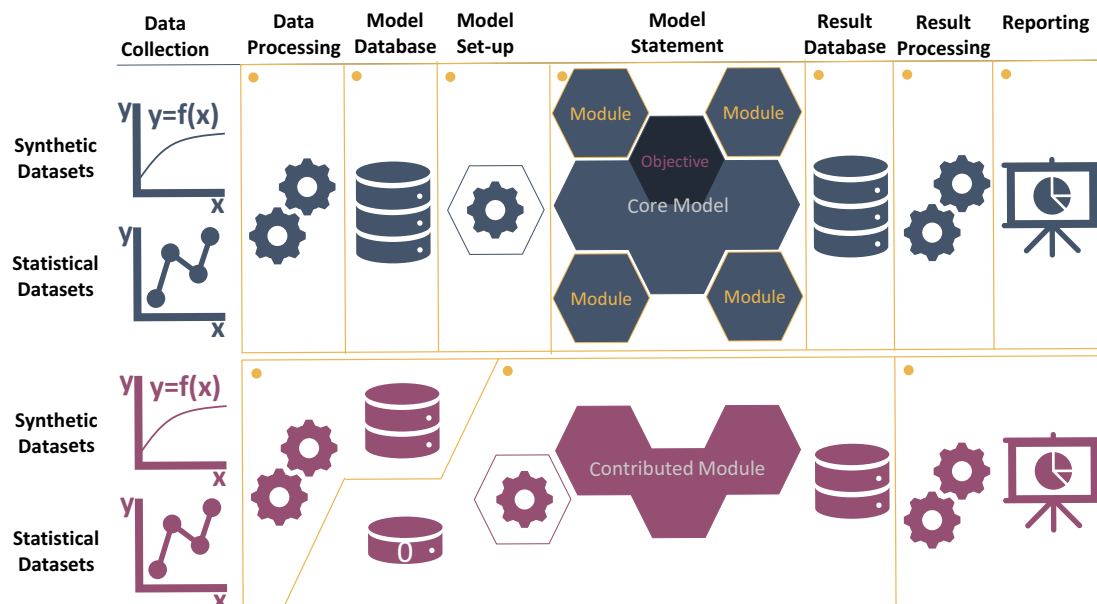 Data
Collection
Data
Processing
Model
Database
Model
Set-up
Model
Statement
Result
Database
Result
Processing
Reporting
Synthetic
Datasets
y
y=f(x)
x
Statistical
Datasets
y
x
Module
Module
Objective
Core Model
Module
Module
Synthetic
Datasets
y
y=f(x)
x
Statistical
Datasets
y
x
0
Contributed Module